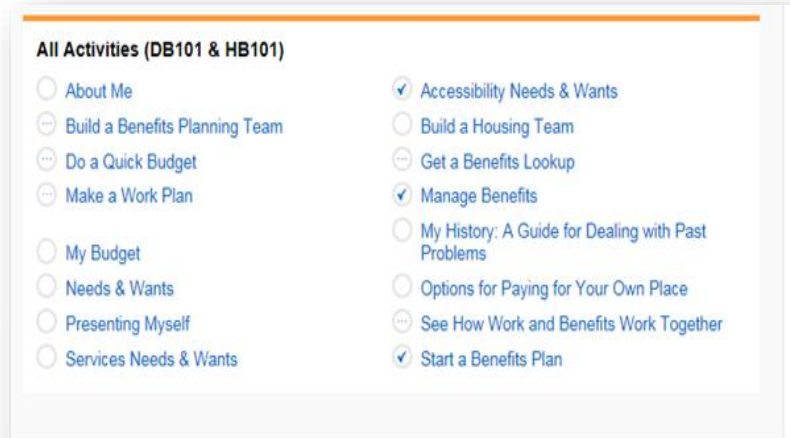 All Activities (DB101 & HB101)
About Me
Build a Benefits Planning Team
Do a Quick Budget
Make a Work Plan
My Budget
Needs & Wants
Presenting Myself
Services Needs & Wants
Accessibility Needs & Wants
Build a Housing Team
Get a Benefits Lookup
Manage Benefits
My History: A Guide for Dealing with Past
Problems
Options for Paying for Your Own Place
See How Work and Benefits Work Together
Start a Benefits Plan